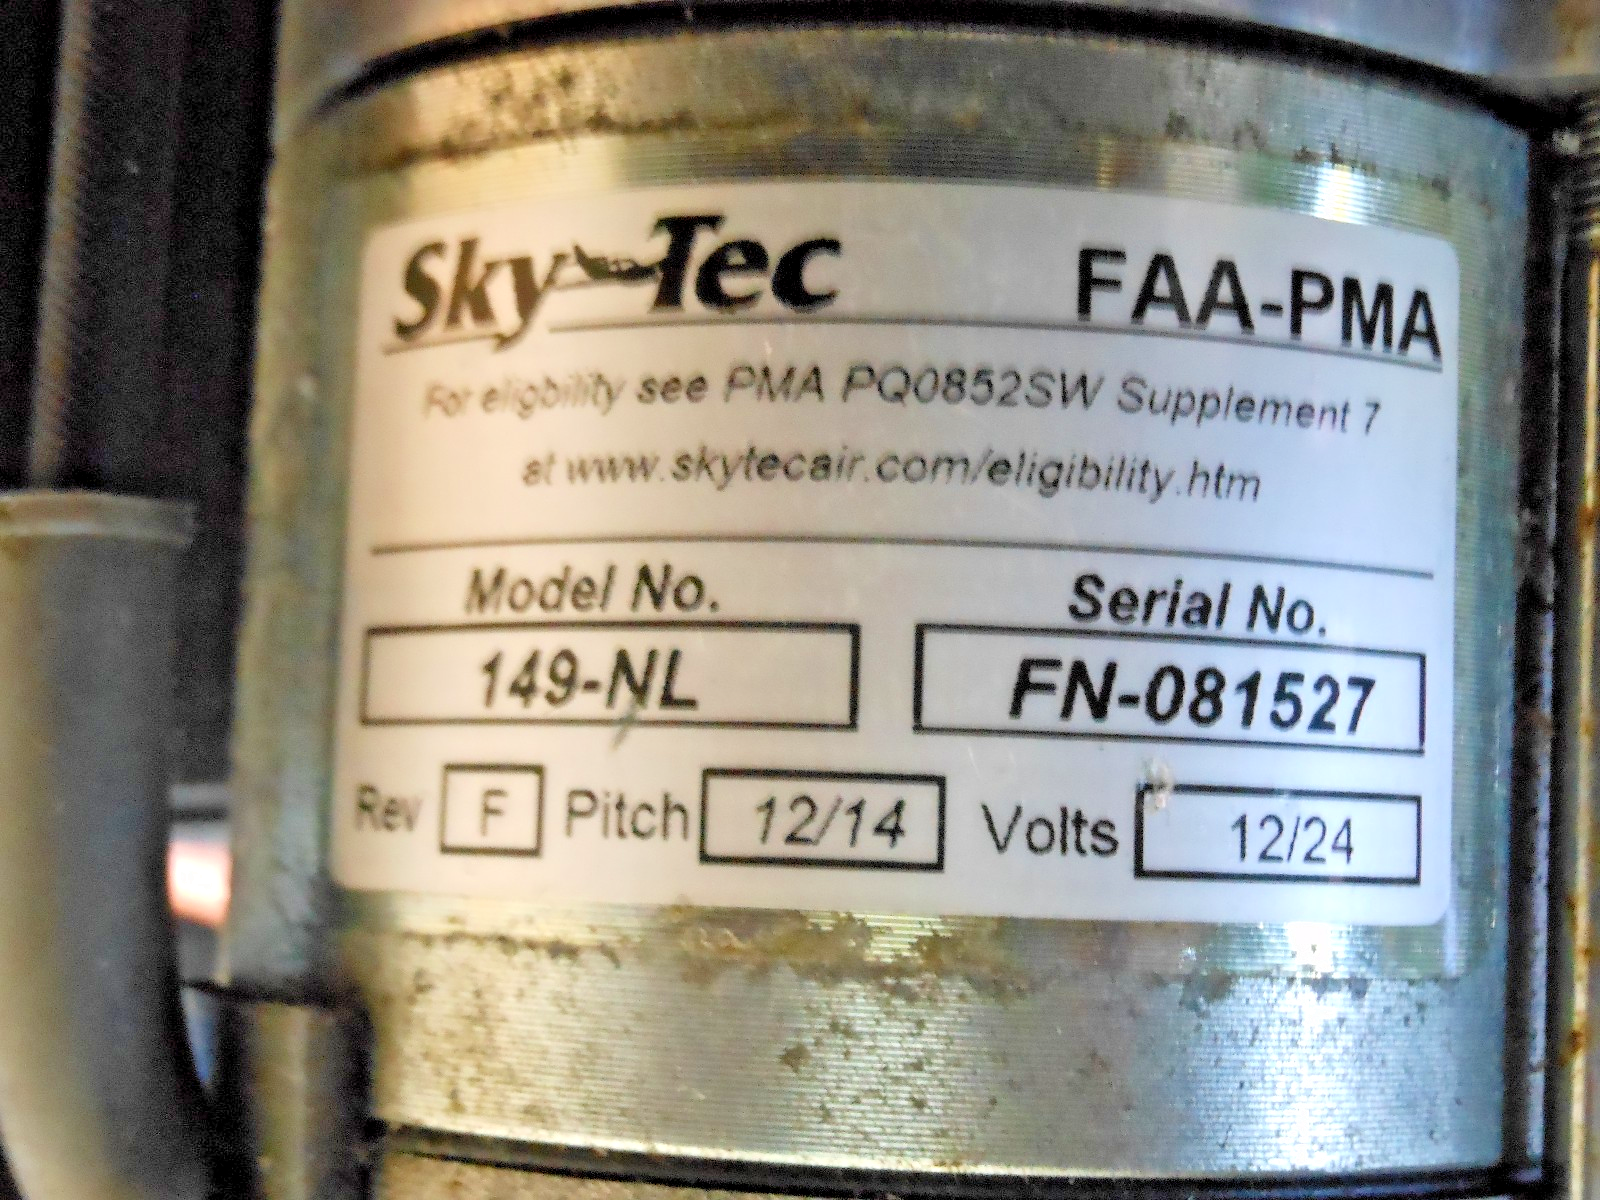 Sky-Tec FAA-PMA
For eligbility see PMA PQ0852SW Supplement 7
at www.skytecair.com/eligibility.htm
Model No. Serial No.
149-NL FN-081527
Rev F Pitch 12/14 Volts 12/24